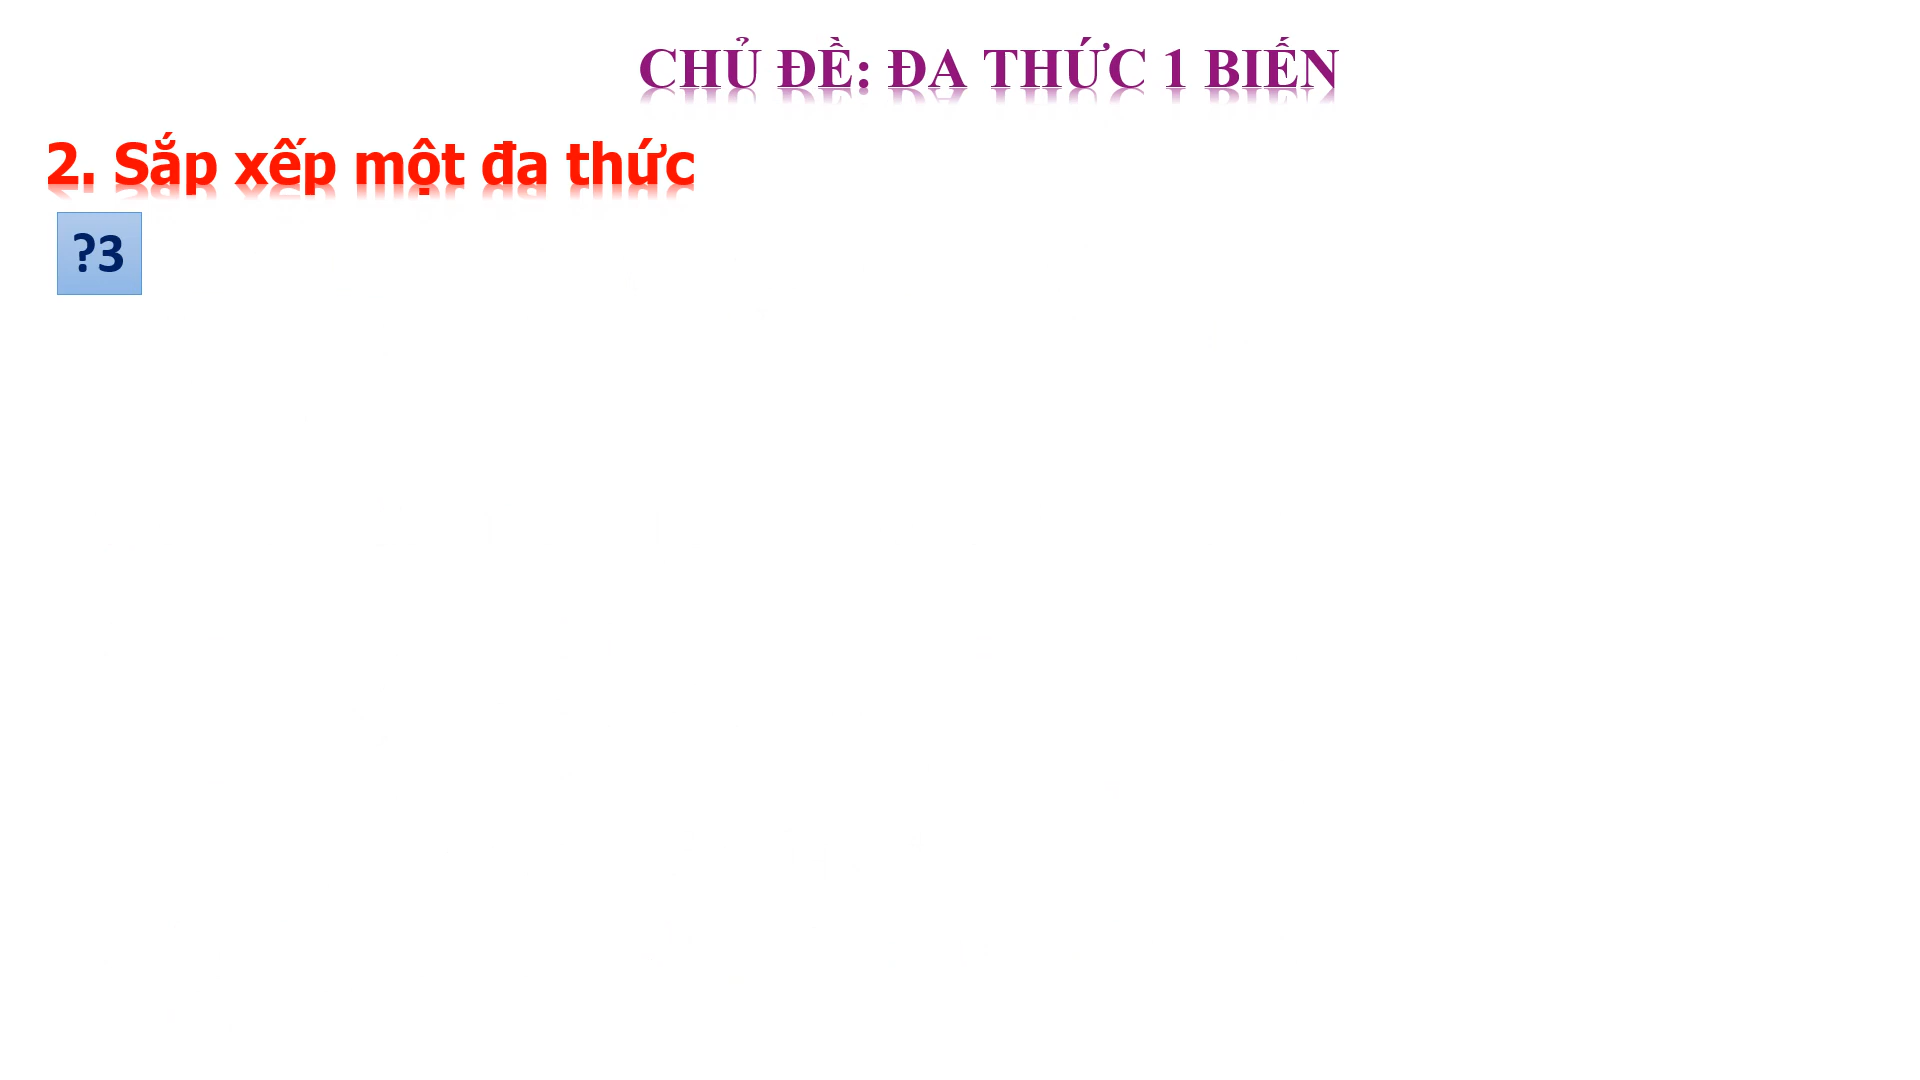 CHỦ ĐỀ: ĐA THỨC 1 BIẾN
2. Sắp xếp một đa thức
?3